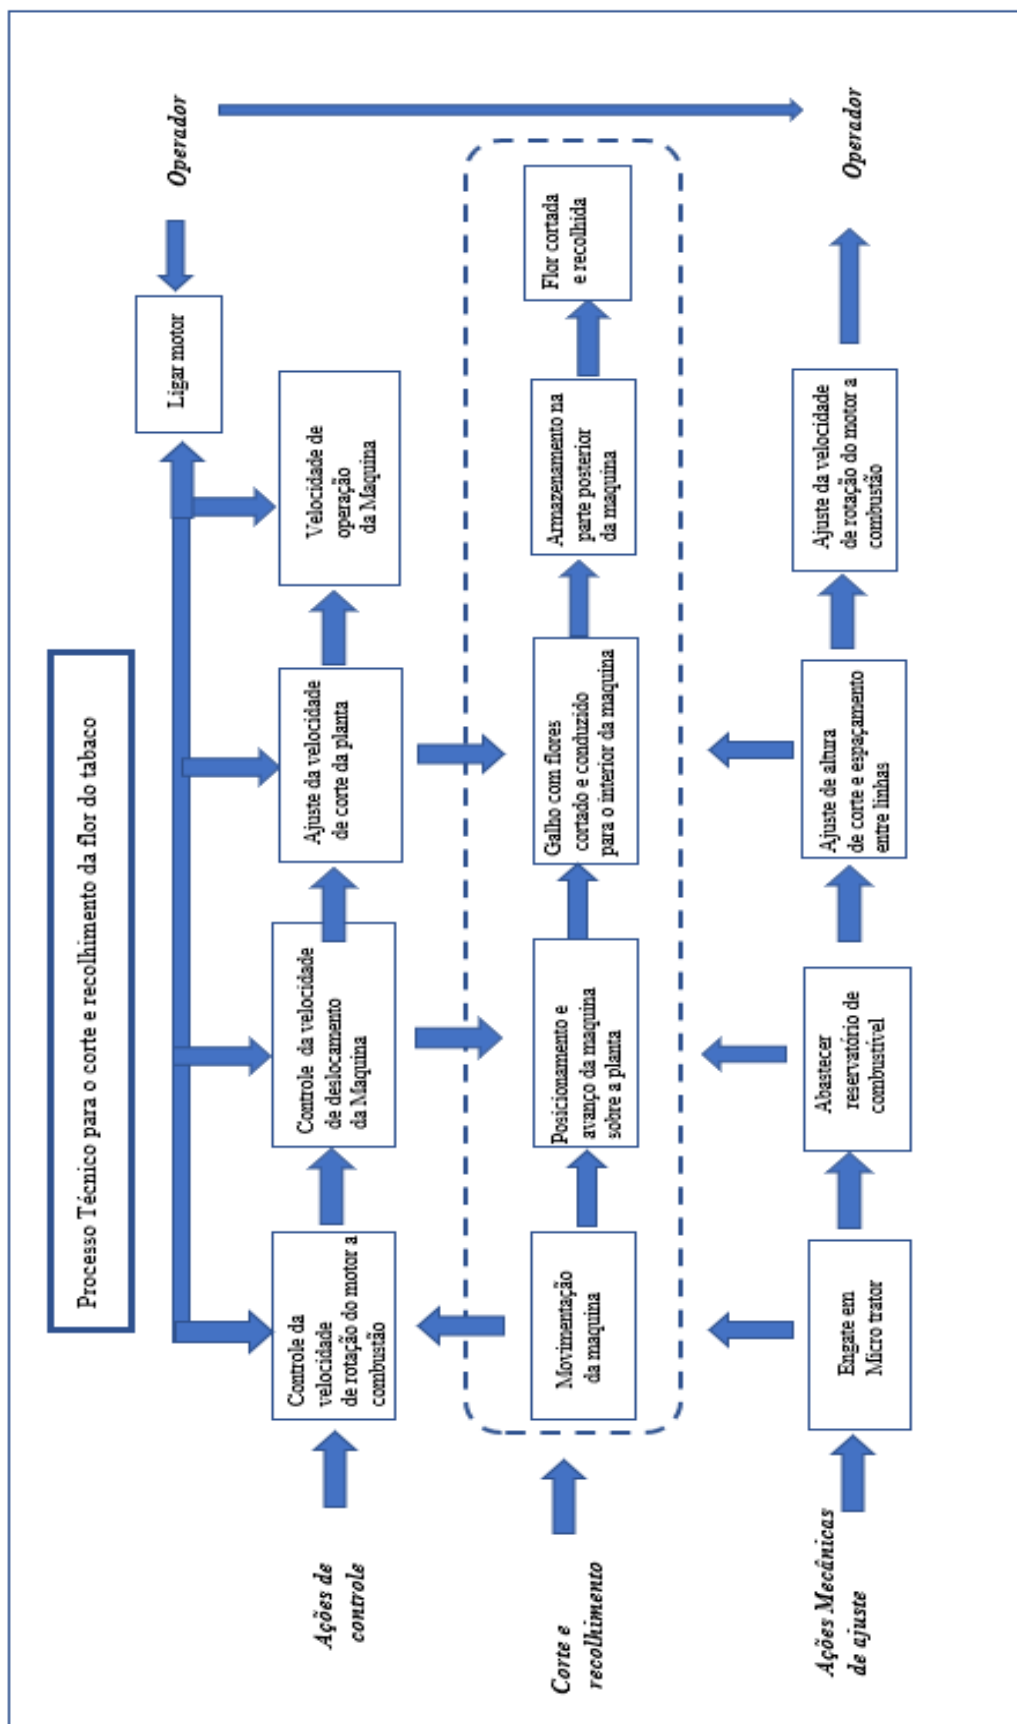 Processo Técnico para o corte e recolhimento da flor do tabaco
Operador
Ligar motor
Ações de
controle
Controle da
velocidade
de rotação do motor a
combustão
Controle da velocidade
de deslocamento
da Maquina
Ajuste da velocidade
de corte da planta
Velocidade de
operação
da Maquina
Corte e
recolhimento
Movimentação
da maquina
Posicionamento e
avanço da maquina
sobre a planta
Galho com flores
cortado e conduzido
para o interior da maquina
Armazenamento na
parte posterior
da maquina
Flor cortada
e recolhida
Ações Mecânicas
de ajuste
Engate em
Micro trator
Abastecer
reservatório de
combustível
Ajuste de altura
de corte e espaçamento
entre linhas
Ajuste da velocidade
de rotação do motor a
combustão
Operador